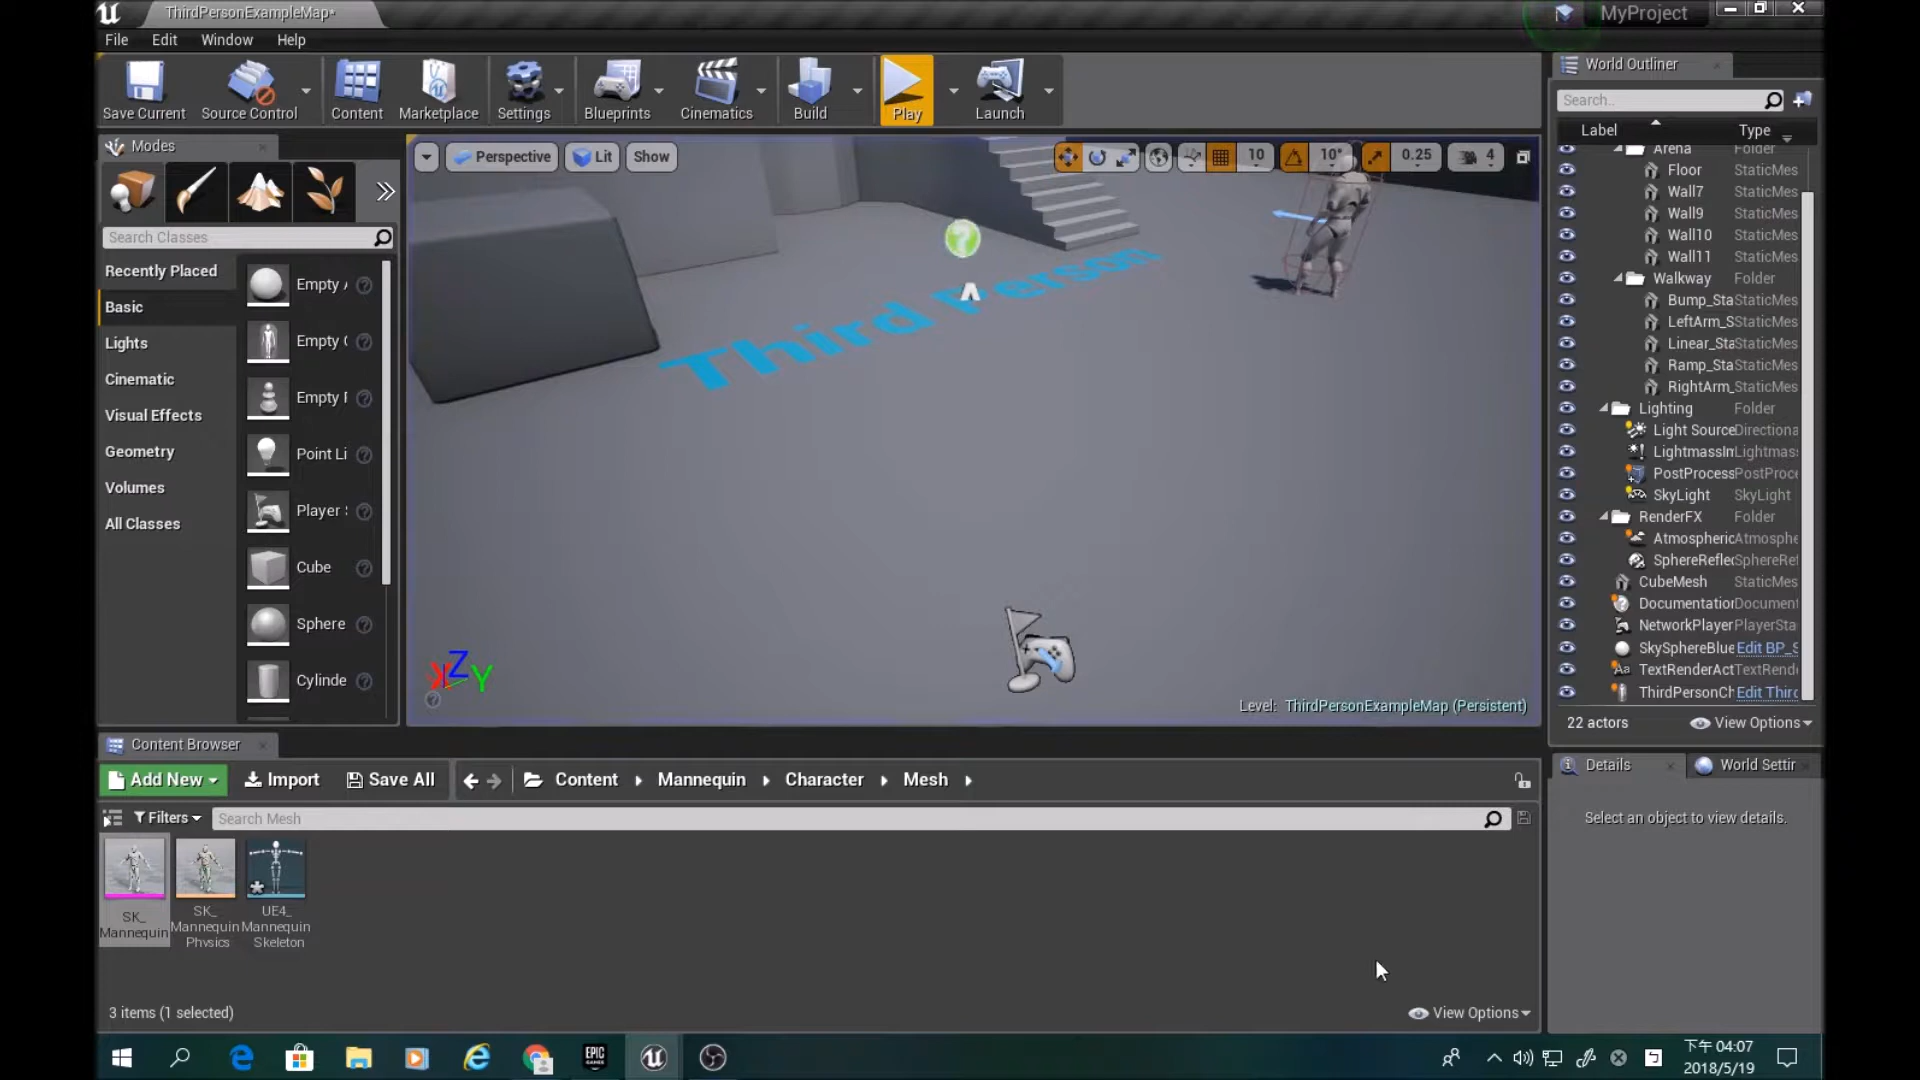 ThirdPersonExampleMap*
MyProject
File Edit Window Help
Save Current Source Control Content Marketplace Settings Blueprints Cinematics Build Play Launch
World Outliner
Search..
Label Type
Modes
Perspective Lit Show 10 10° 0.25 4
Search Classes
Recently Placed
Basic
Lights
Cinematic
Visual Effects
Geometry
Volumes
All Classes
Empty A
Empty C
Empty P
Point Li
Player S
Cube
Sphere
Cylinde
Third Person
Z
X Y
Level: ThirdPersonExampleMap (Persistent)
Arena Folder
Floor StaticMes
Wall7 StaticMes
Wall9 StaticMes
Wall10 StaticMes
Wall11 StaticMes
Walkway Folder
Bump_Sta StaticMes
LeftArm_S StaticMes
Linear_Sta StaticMes
Ramp_Sta StaticMes
RightArm_ StaticMes
Lighting Folder
Light Source Directiona
LightmassIm Lightmass
PostProcess PostProce
SkyLight SkyLight
RenderFX Folder
Atmospheric Atmosphe
SphereReflec SphereRef
CubeMesh StaticMes
Documentation Document
NetworkPlayer PlayerSta
SkySphereBlue Edit BP_S
TextRenderAct TextRende
ThirdPersonCh Edit Third
22 actors View Options
Content Browser
Add New Import Save All Content Mannequin Character Mesh
Filters Search Mesh
SK_
Mannequin
SK_
Mannequin
Physics
UE4_
Mannequin
Skeleton
3 items (1 selected) View Options
Details World Settin
Select an object to view details.
EPIC
GAMES
下午 04:07
2018/5/19